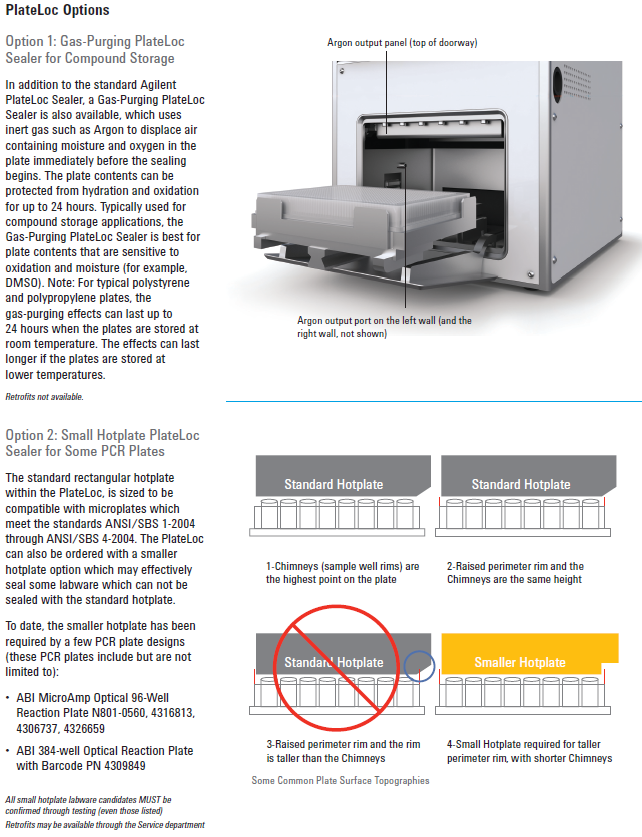 PlateLoc Options
Option 1: Gas-Purging PlateLoc
Sealer for Compound Storage
In addition to the standard Agilent
PlateLoc Sealer, a Gas-Purging PlateLoc
Sealer is also available, which uses
inert gas such as Argon to displace air
containing moisture and oxygen in the
plate immediately before the sealing
begins. The plate contents can be
protected from hydration and oxidation
for up to 24 hours. Typically used for
compound storage applications, the
Gas-Purging PlateLoc Sealer is best for
plate contents that are sensitive to
oxidation and moisture (for example,
DMSO). Note: For typical polystyrene
and polypropylene plates, the
gas-purging effects can last up to
24 hours when the plates are stored at
room temperature. The effects can last
longer if the plates are stored at
lower temperatures.
Retrofits not available.
Argon output panel (top of doorway)
Argon output port on the left wall (and the
right wall, not shown)
Option 2: Small Hotplate PlateLoc
Sealer for Some PCR Plates
The standard rectangular hotplate
within the PlateLoc, is sized to be
compatible with microplates which
meet the standards ANSI/SBS 1-2004
through ANSI/SBS 4-2004. The PlateLoc
can also be ordered with a smaller
hotplate option which may effectively
seal some labware which can not be
sealed with the standard hotplate.
To date, the smaller hotplate has been
required by a few PCR plate designs
(these PCR plates include but are not
limited to):
• ABI MicroAmp Optical 96-Well
Reaction Plate N801-0560, 4316813,
4306737, 4326659
• ABI 384-well Optical Reaction Plate
with Barcode PN 4309849
All small hotplate labware candidates MUST be
confirmed through testing (even those listed)
Retrofits may be available through the Service department
Standard Hotplate
Standard Hotplate
1-Chimneys (sample well rims) are
the highest point on the plate
2-Raised perimeter rim and the
Chimneys are the same height
Standard Hotplate
Smaller Hotplate
3-Raised perimeter rim and the rim
is taller than the Chimneys
4-Small Hotplate required for taller
perimeter rim, with shorter Chimneys
Some Common Plate Surface Topographies